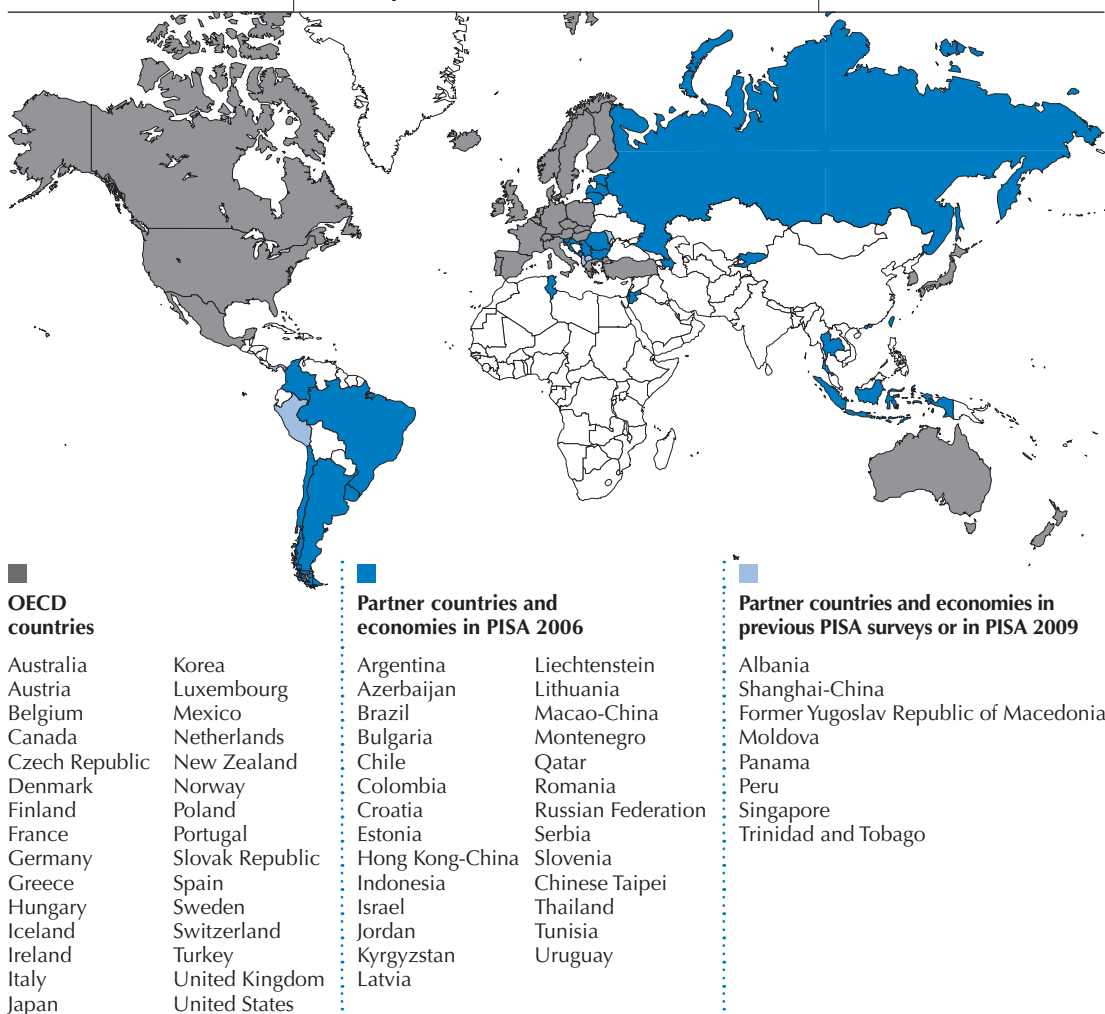 OECD
countries
Australia
Austria
Belgium
Canada
Czech Republic
Denmark
Finland
France
Germany
Greece
Hungary
Iceland
Ireland
Italy
Japan
Korea
Luxembourg
Mexico
Netherlands
New Zealand
Norway
Poland
Portugal
Slovak Republic
Spain
Sweden
Switzerland
Turkey
United Kingdom
United States
Partner countries and
economies in PISA 2006
Argentina
Azerbaijan
Brazil
Bulgaria
Chile
Colombia
Croatia
Estonia
Hong Kong-China
Indonesia
Israel
Jordan
Kyrgyzstan
Latvia
Liechtenstein
Lithuania
Macao-China
Montenegro
Qatar
Romania
Russian Federation
Serbia
Slovenia
Chinese Taipei
Thailand
Tunisia
Uruguay
Partner countries and economies in
previous PISA surveys or in PISA 2009
Albania
Shanghai-China
Former Yugoslav Republic of Macedonia
Moldova
Panama
Peru
Singapore
Trinidad and Tobago